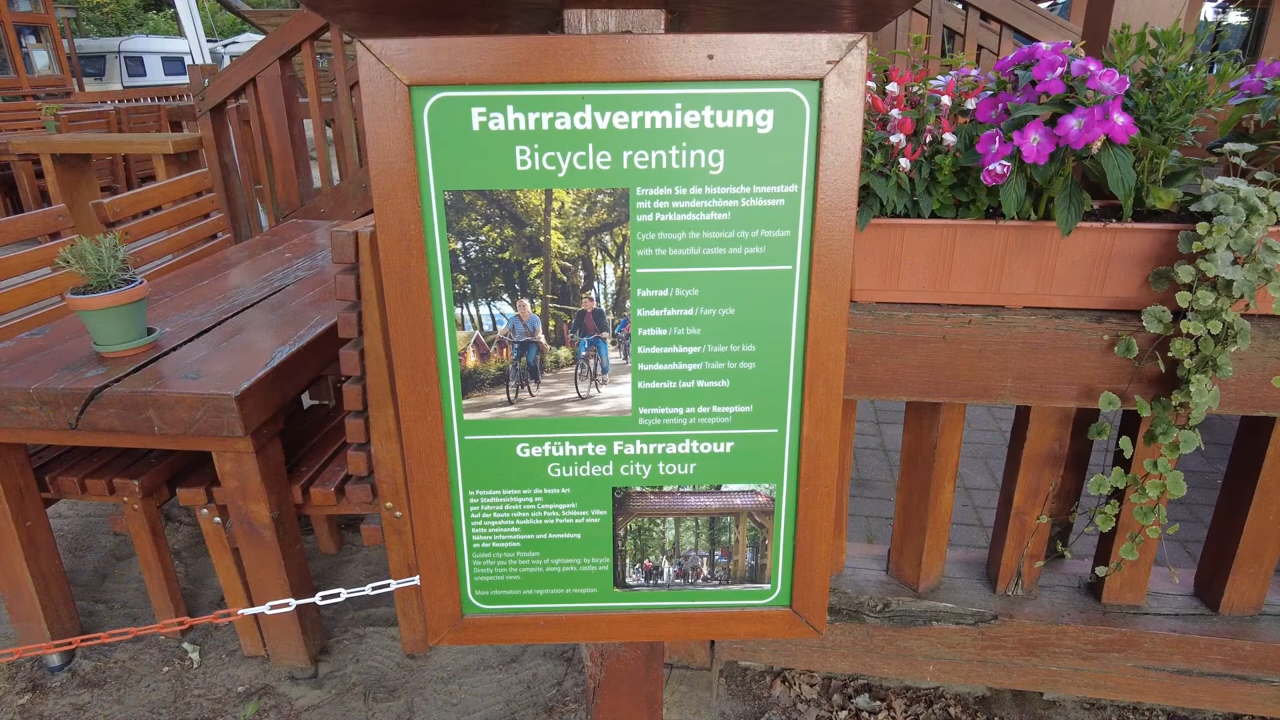 Fahrradvermietung
Bicycle renting
Erradeln Sie die historische Innenstadt
mit den wunderschönen Schlössern
und Parklandschaften!
Cycle through the historical city of Potsdam
with the beautiful castles and parks!
Fahrrad / Bicycle
Kinderfahrrad / Fairy cycle
Fatbike / Fat bike
Kinderanhänger / Trailer for kids
Hundeanhänger/ Trailer for dogs
Kindersitz (auf Wunsch)
Vermietung an der Rezeption!
Bicycle renting at reception!
Geführte Fahrradtour
Guided city tour
In Potsdam bieten wir die beste Art
der Stadtbesichtigung an:
per Fahrrad direkt vom Campingpark!
Auf der Route reihen sich Parks, Schlösser, Villen
und ungeahnte Ausblicke wie Perlen auf einer
Kette aneinander.
Nähere Informationen und Anmeldung
an der Rezeption.
Guided city-tour Potsdam:
We offer you the best way of sightseeing: by bicycle.
Directly from the campsite, along parks, castles and
unexpected views.
More information and registration at reception.